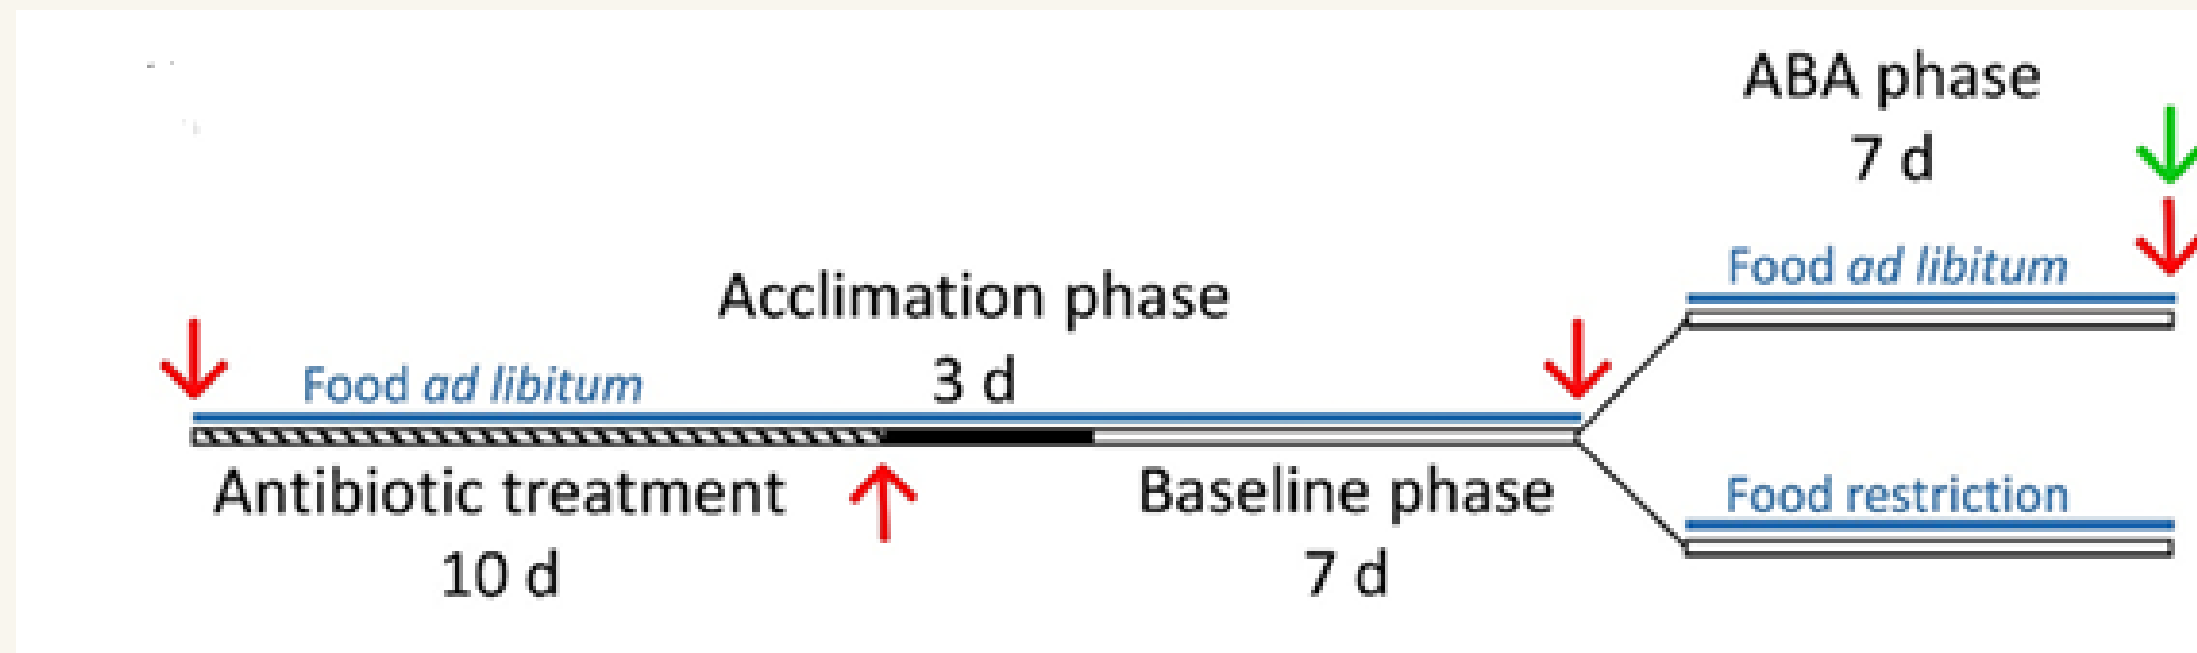 ABA phase
7 d
Food ad libitum
Acclimation phase
3 d
Food ad libitum
Antibiotic treatment
10 d
Baseline phase
7 d
Food restriction